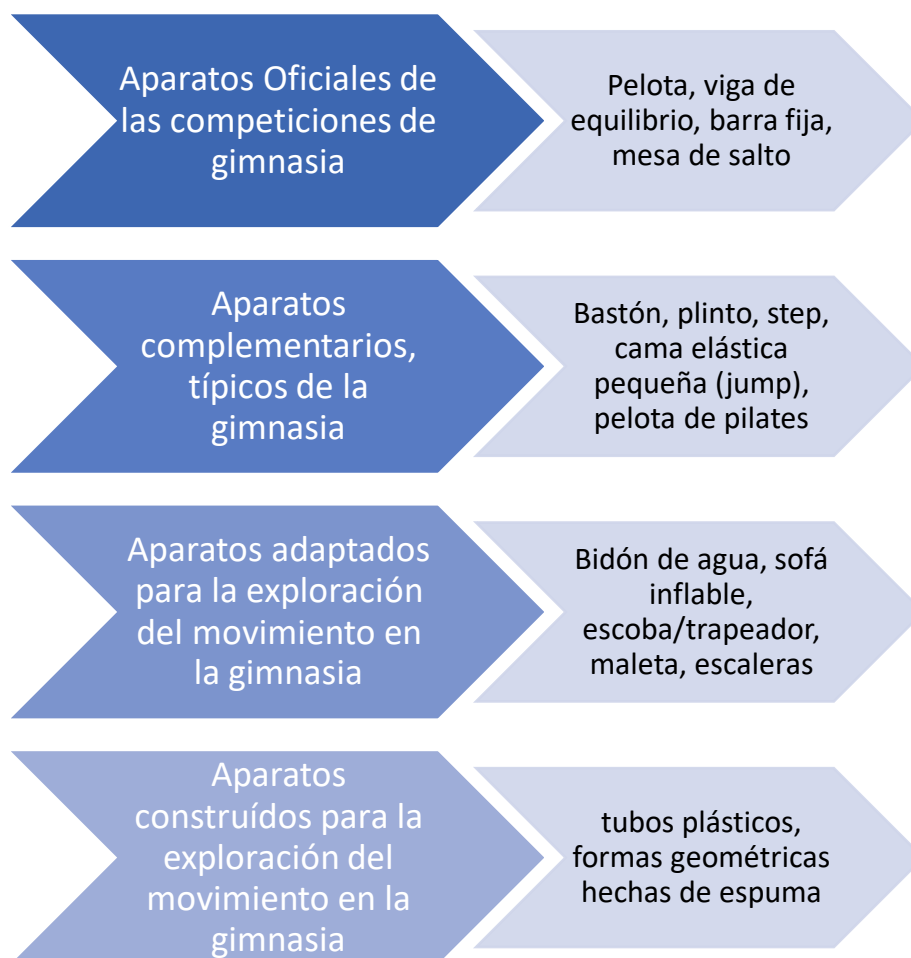 Aparatos Oficiales de
las competiciones de
gimnasia
Pelota, viga de
equilibrio, barra fija,
mesa de salto
Aparatos
complementarios,
típicos de la
gimnasia
Bastón, plinto, step,
cama elástica
pequeña (jump),
pelota de pilates
Aparatos adaptados
para la exploración
del movimiento en
la gimnasia
Bidón de agua, sofá
inflable,
escoba/trapeador,
maleta, escaleras
Aparatos
construídos para la
exploración del
movimiento en la
gimnasia
tubos plásticos,
formas geométricas
hechas de espuma